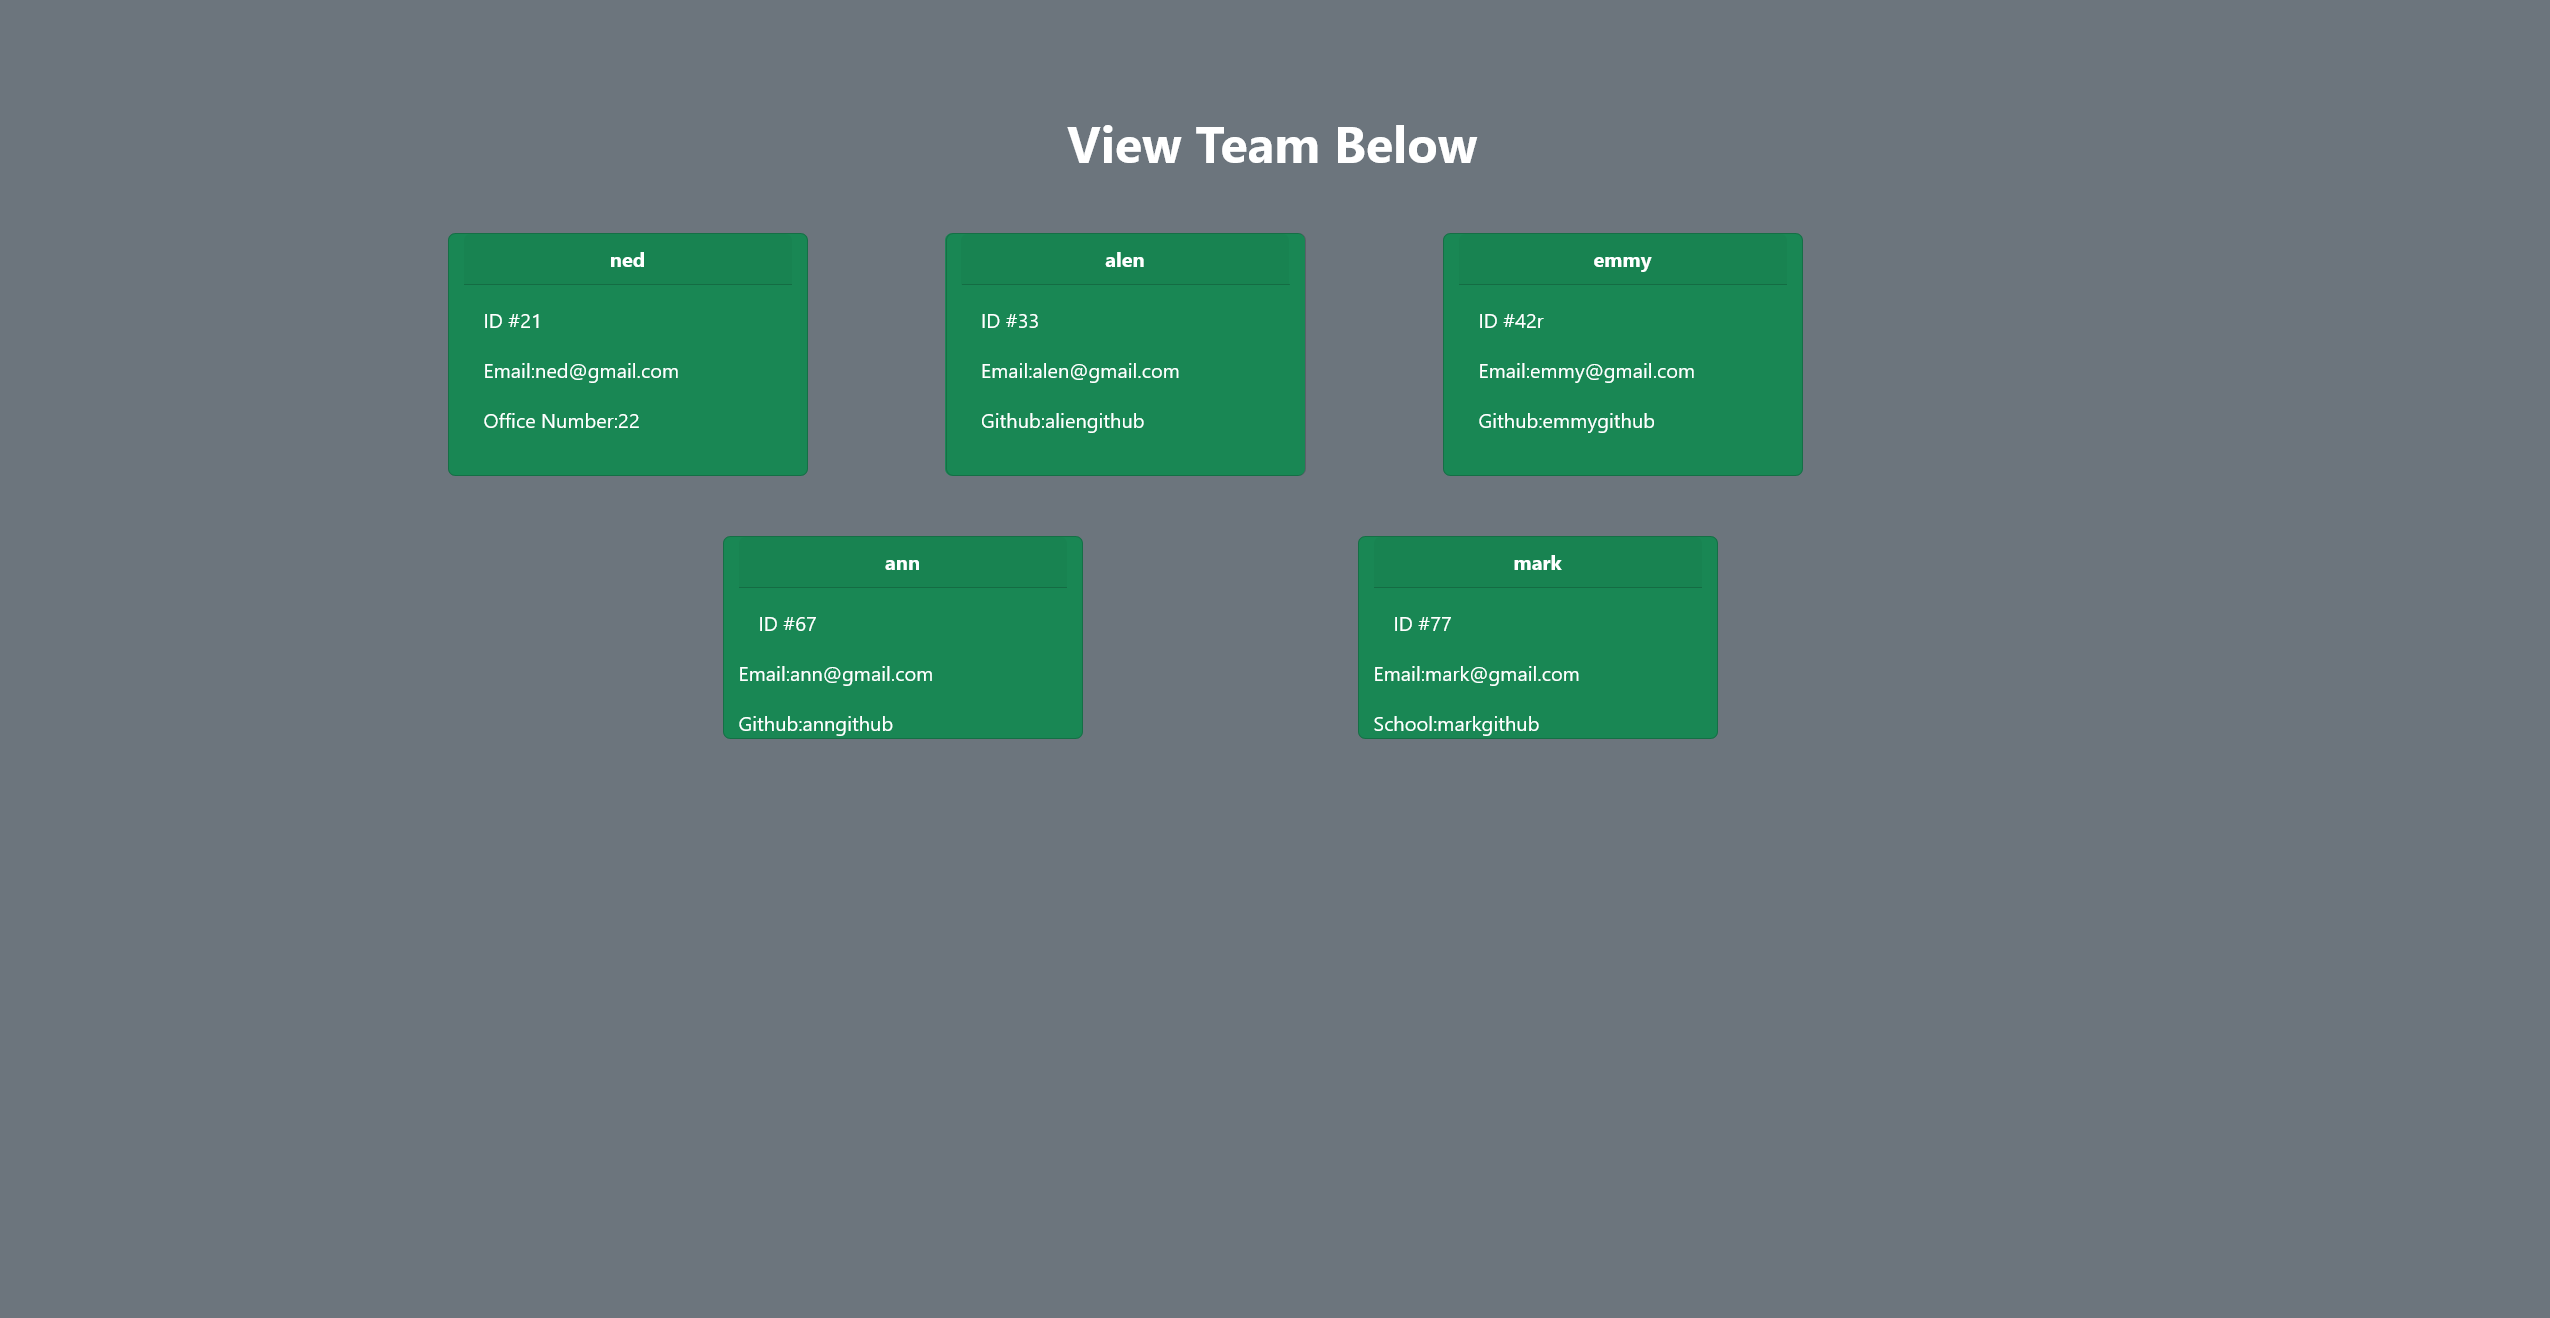 View Team Below
ned
ID #21
Email:ned@gmail.com
Office Number:22
alen
ID #33
Email:alen@gmail.com
Github:aliengithub
emmy
ID #42r
Email:emmy@gmail.com
Github:emmygithub
ann
ID #67
Email:ann@gmail.com
Github:anngithub
mark
ID #77
Email:mark@gmail.com
School:markgithub